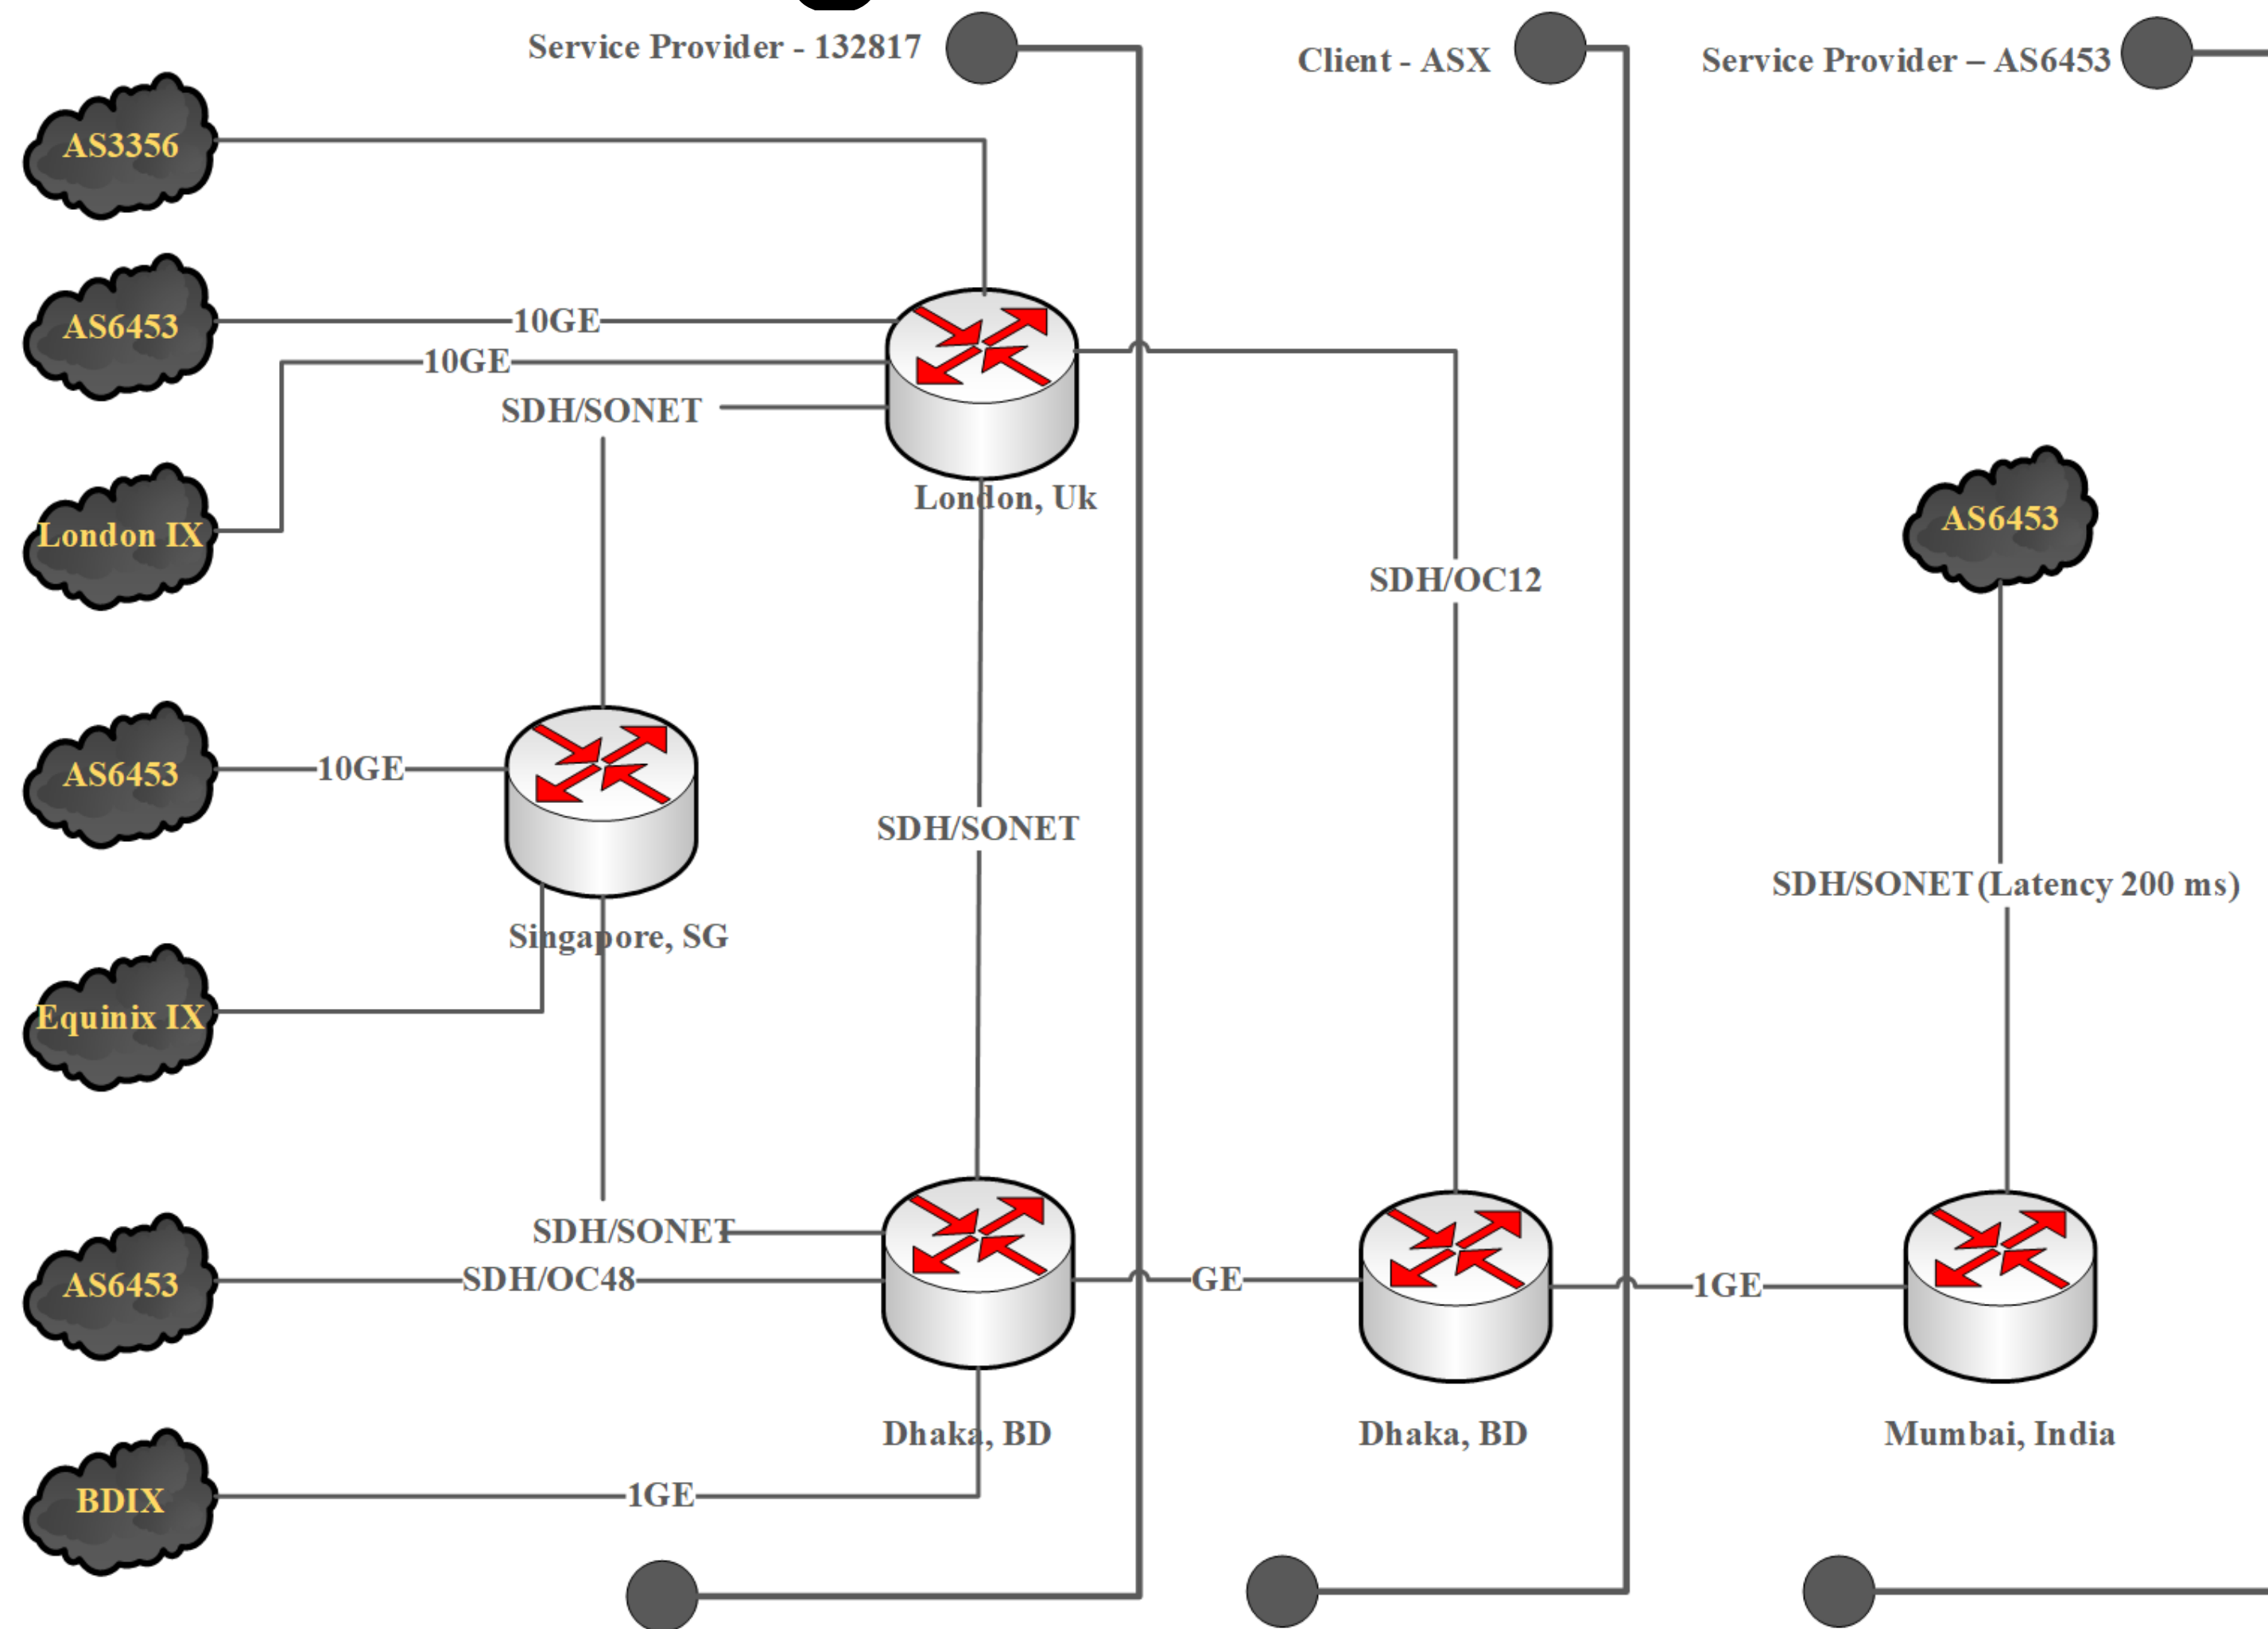 Service Provider - 132817
Client - ASX
Service Provider – AS6453
AS3356
AS6453
10GE
10GE
SDH/SONET
London, Uk
London IX
AS6453
SDH/OC12
AS6453
10GE
SDH/SONET
SDH/SONET(Latency 200 ms)
Singapore, SG
Equinix IX
SDH/SONET
AS6453
SDH/OC48
GE
1GE
Dhaka, BD
Dhaka, BD
Mumbai, India
BDIX
1GE